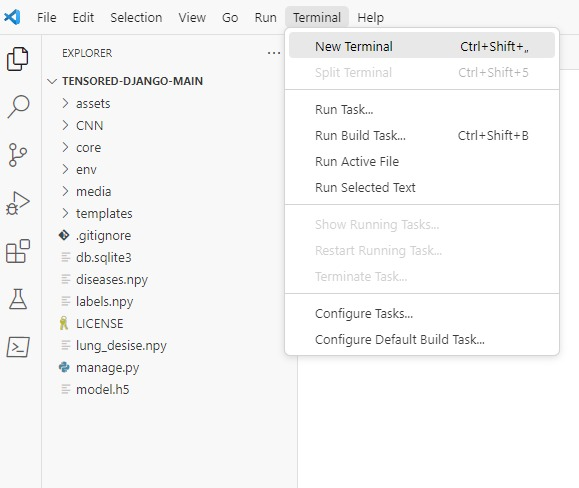 File Edit Selection View Go Run Terminal Help
EXPLORER ...
TENSORED-DJANGO-MAIN
assets
CNN
core
env
media
templates
.gitignore
db.sqlite3
diseases.npy
labels.npy
LICENSE
lung_desise.npy
manage.py
model.h5
New Terminal Ctrl+Shift+„
Split Terminal Ctrl+Shift+5
Run Task...
Run Build Task... Ctrl+Shift+B
Run Active File
Run Selected Text
Show Running Tasks...
Restart Running Task...
Terminate Task...
Configure Tasks...
Configure Default Build Task...